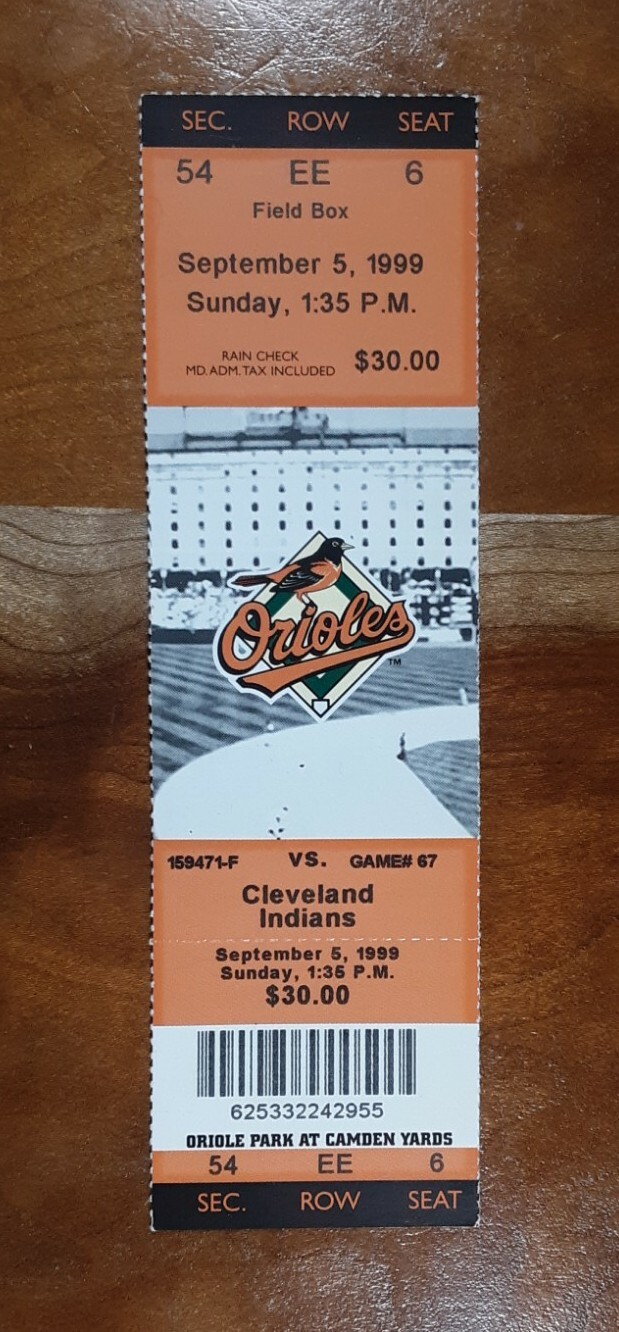 SEC. ROW SEAT
54 EE 6
Field Box
September 5, 1999
Sunday, 1:35 P.M.
RAIN CHECK
MD. ADM. TAX INCLUDED $30.00
Orioles
TM
159471-F VS. GAME# 67
Cleveland
Indians
September 5, 1999
Sunday, 1:35 P.M.
$30.00
625332242955
ORIOLE PARK AT CAMDEN YARDS
54 EE 6
SEC. ROW SEAT